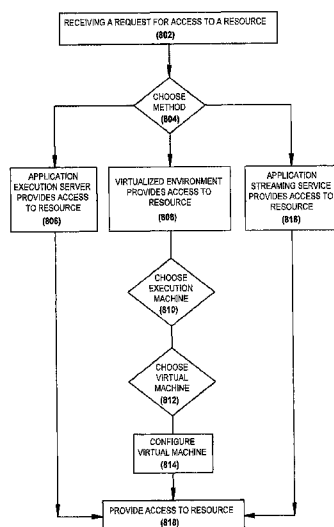 RECEIVING A REQUEST FOR ACCESS TO A RESOURCE
(802)
CHOOSE
METHOD
(804)
APPLICATION
EXECUTION SERVER
PROVIDES ACCESS
TO RESOURCE
(806)
VIRTUALIZED ENVIRONMENT
PROVIDES ACCESS TO
RESOURCE
(808)
APPLICATION
STREAMING SERVICE
PROVIDES ACCESS TO
RESOURCE
(816)
CHOOSE
EXECUTION
MACHINE
(810)
CHOOSE
VIRTUAL
MACHINE
(812)
CONFIGURE
VIRTUAL MACHINE
(814)
PROVIDE ACCESS TO RESOURCE
(818)